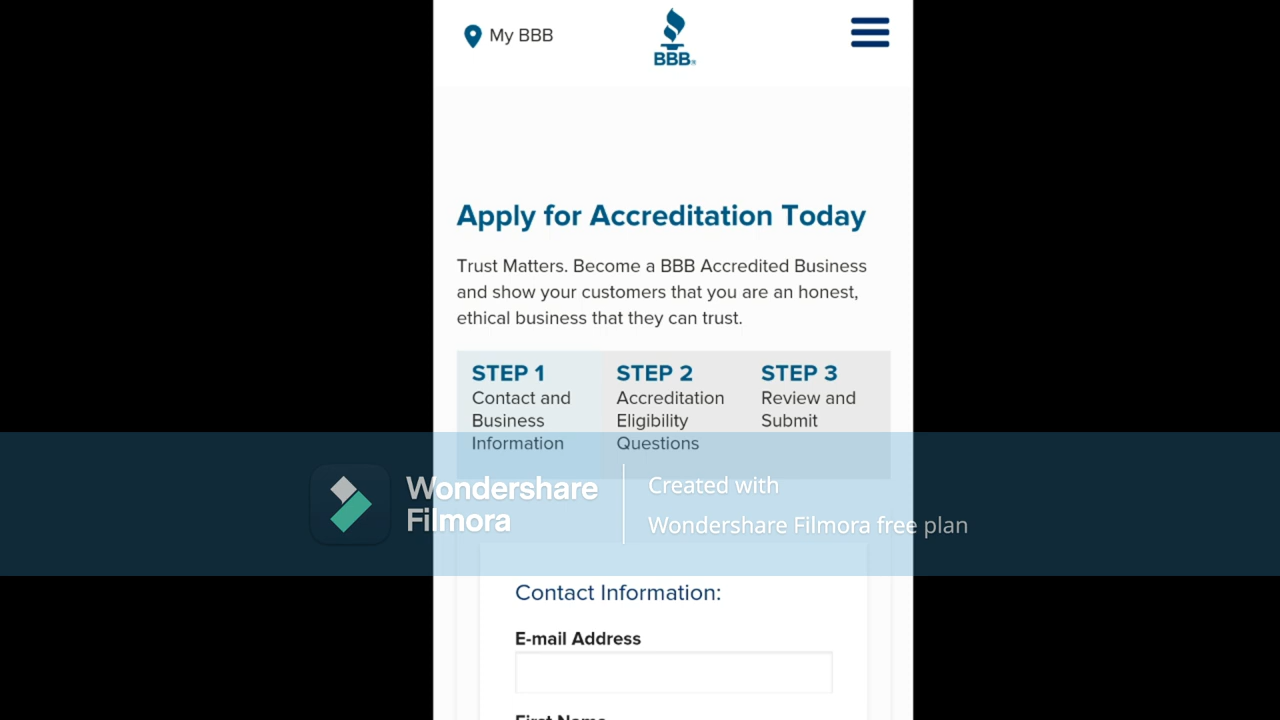 My BBB
BBB
Apply for Accreditation Today
Trust Matters. Become a BBB Accredited Business
and show your customers that you are an honest,
ethical business that they can trust.
STEP 1
Contact and
Business
Information
STEP 2
Accreditation
Eligibility
Questions
STEP 3
Review and
Submit
Wondershare
Filmora
Created with
Wondershare Filmora free plan
Contact Information:
E-mail Address
First Name